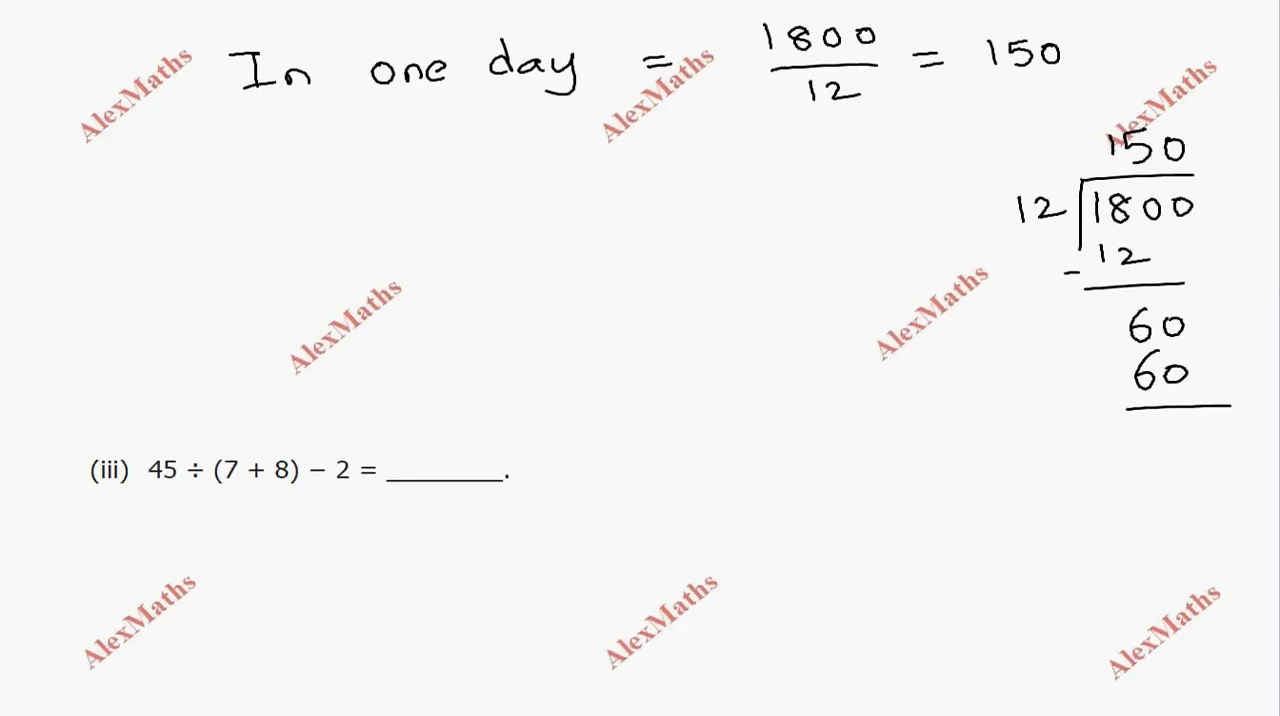 In one day = 1800/12 = 150
AlexMaths AlexMaths AlexMaths
150
12 1800
- 12
60
60
AlexMaths AlexMaths
(iii) 45 ÷ (7 + 8) − 2 = ________.
AlexMaths AlexMaths AlexMaths